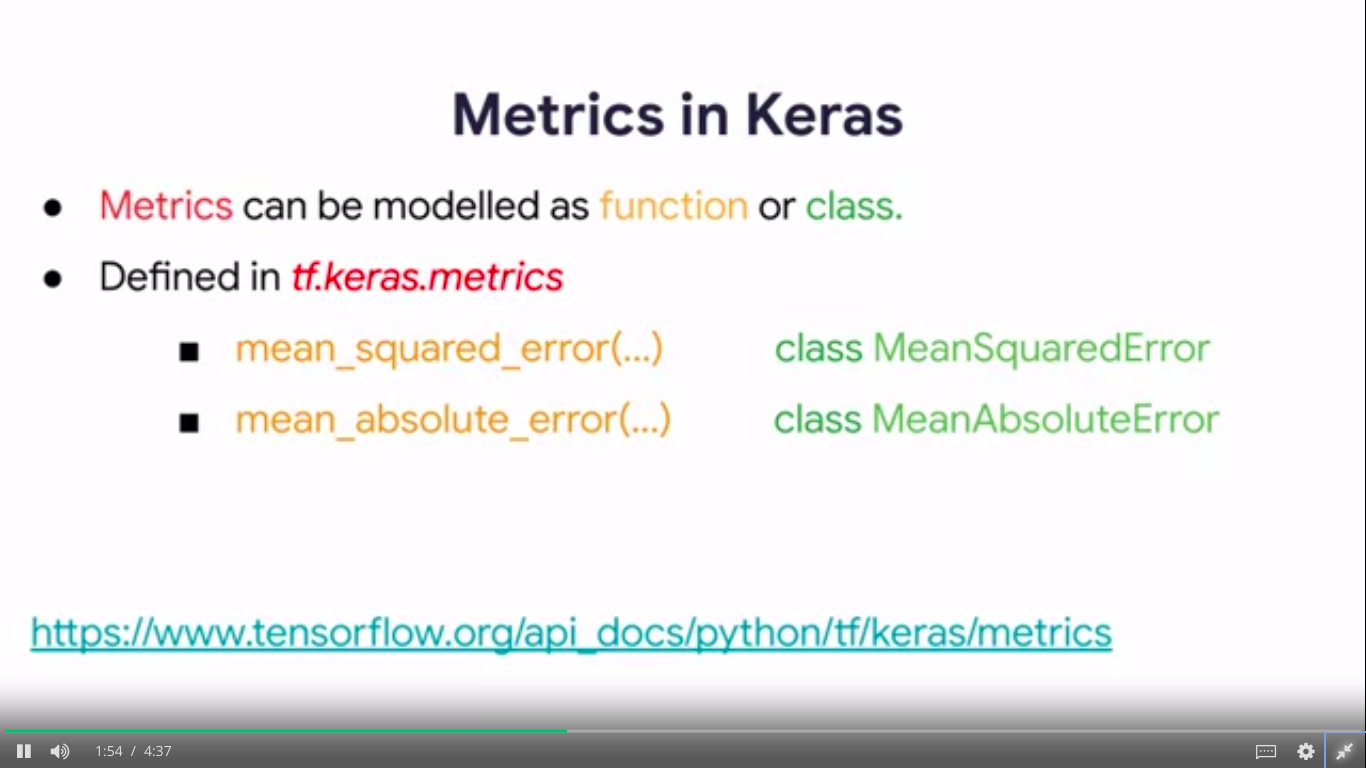 Metrics in Keras
● Metrics can be modelled as function or class.
● Defined in tf.keras.metrics
■ mean_squared_error(...) class MeanSquaredError
■ mean_absolute_error(...) class MeanAbsoluteError
https://www.tensorflow.org/api_docs/python/tf/keras/metrics
1:54 / 4:37